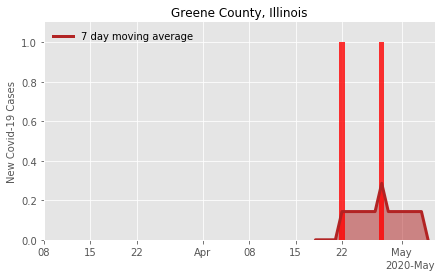 Greene County, Illinois
7 day moving average
New Covid-19 Cases
1.0
0.8
0.6
0.4
0.2
0.0
08 15 22 Apr 08 15 22 May
2020-May